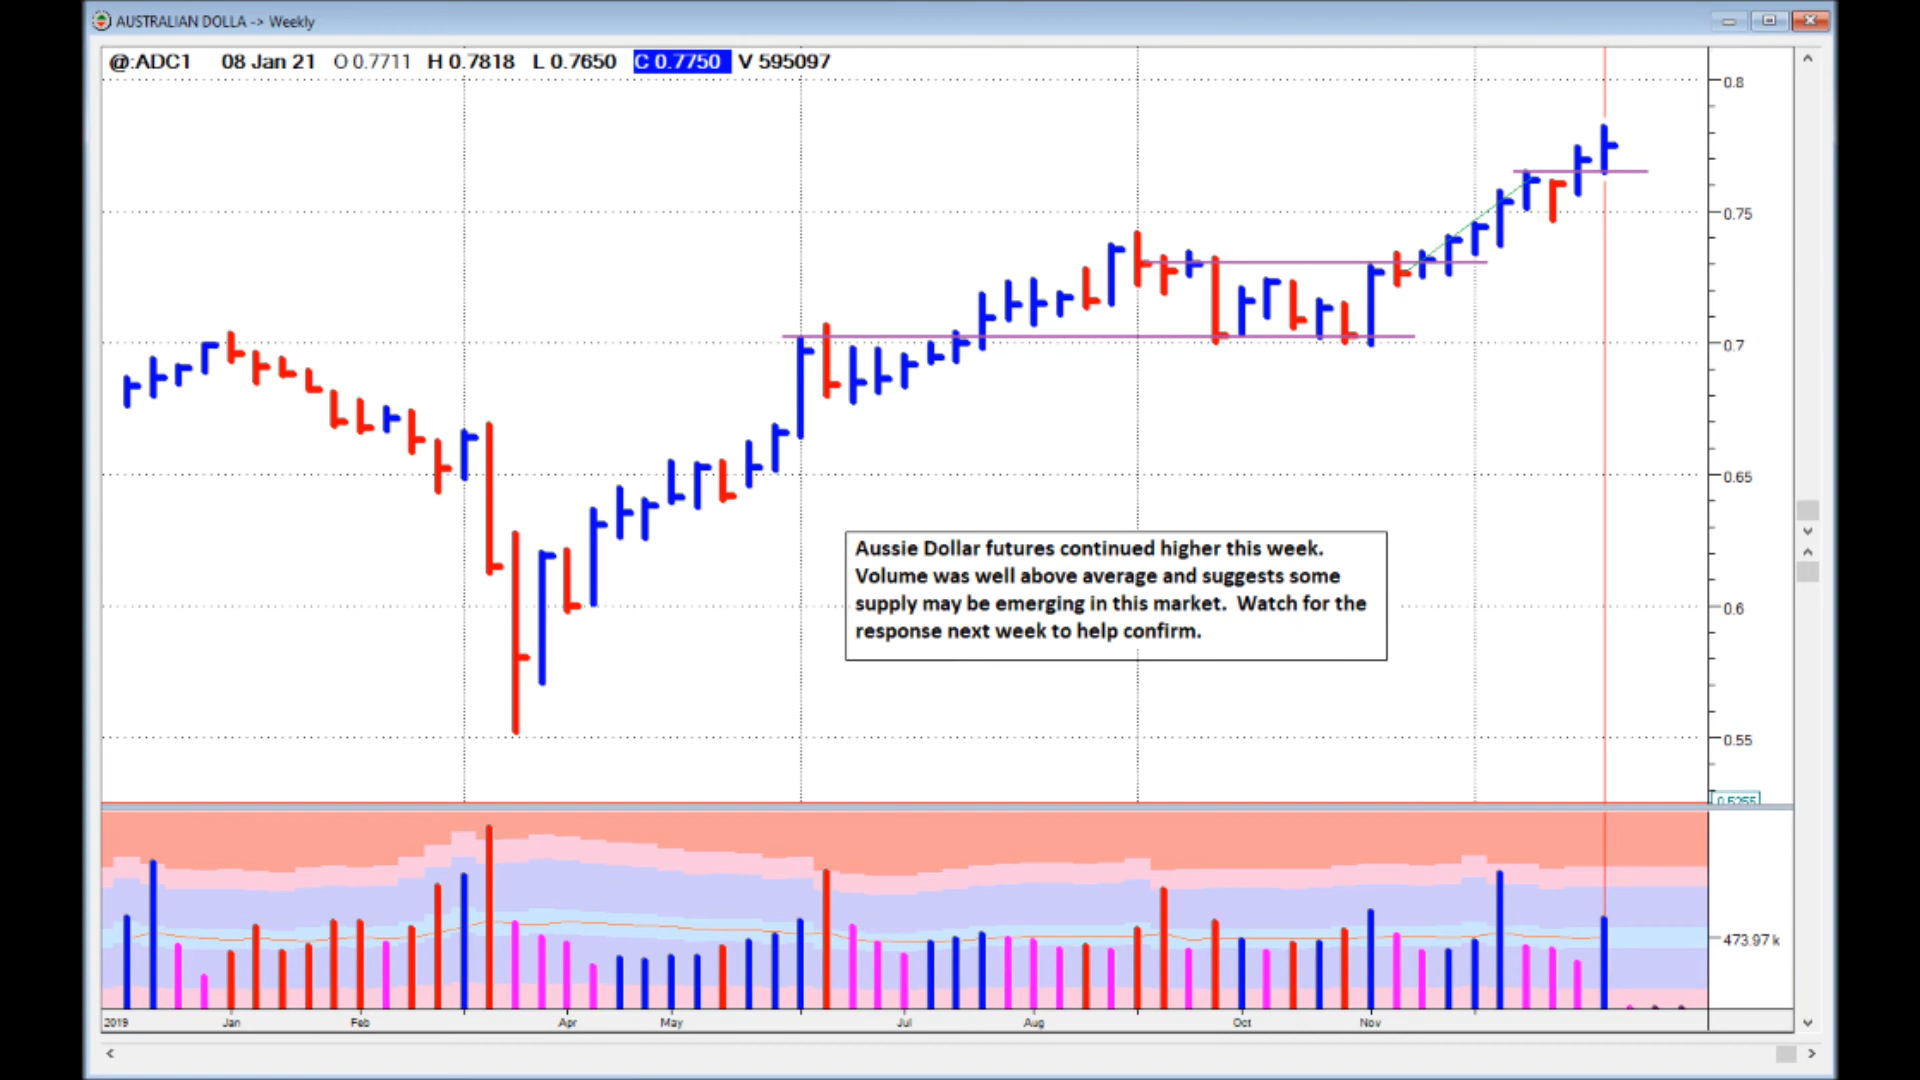 AUSTRALIAN DOLLA -> Weekly
@:ADC1 08 Jan 21 O 0.7711 H 0.7818 L 0.7650 C 0.7750 V 595097
0.8
0.75
0.7
0.65
Aussie Dollar futures continued higher this week.
Volume was well above average and suggests some
supply may be emerging in this market. Watch for the
response next week to help confirm.
0.6
0.55
0.5255
473.97 k
2019 Jan Feb Apr May Jul Aug Oct Nov